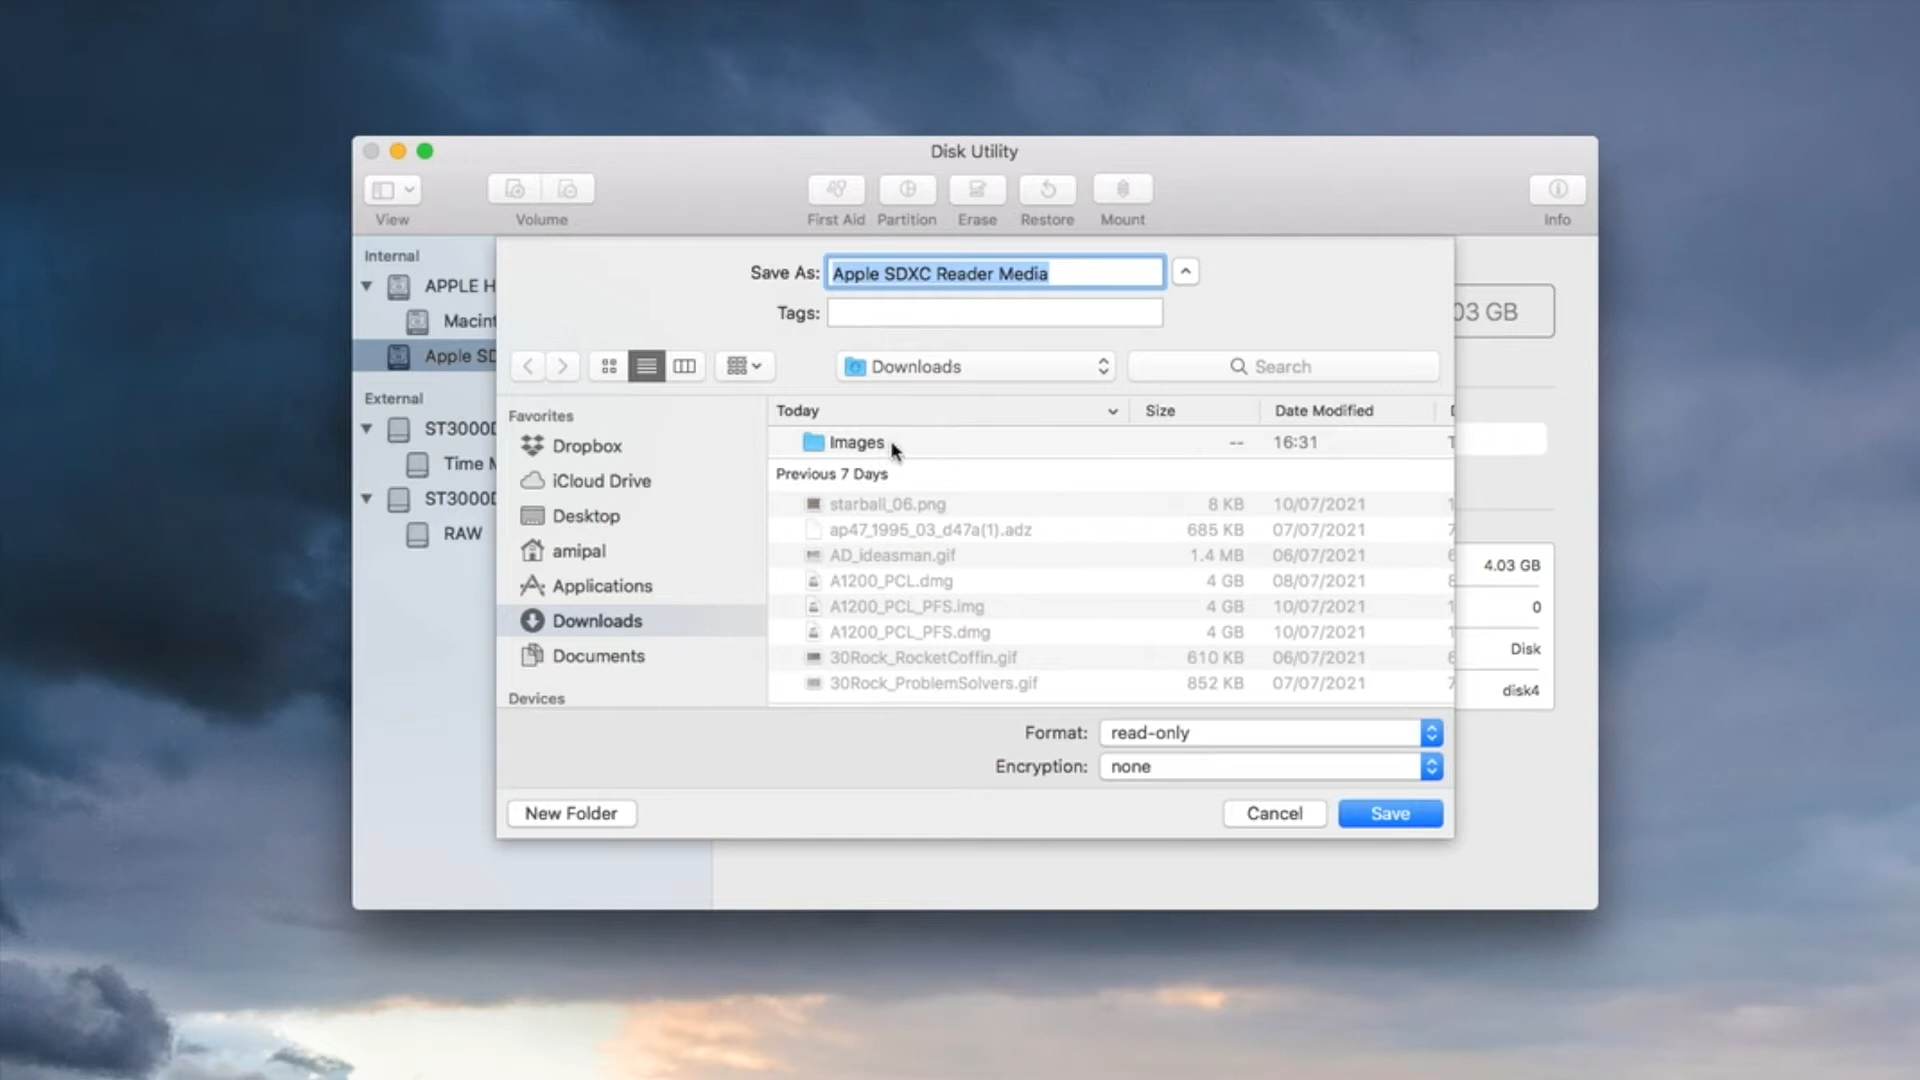 Disk Utility
View
Volume
First Aid
Partition
Erase
Restore
Mount
Info
Internal
APPLE H
Macint
Apple SD
External
ST3000D
Time M
ST3000D
RAW
Save As: Apple SDXC Reader Media
Tags:
Downloads
Search
Favorites
Dropbox
iCloud Drive
Desktop
amipal
Applications
Downloads
Documents
Devices
Today Size Date Modified
Images -- 16:31
Previous 7 Days
starball_06.png 8 KB 10/07/2021
ap47_1995_03_d47a(1).adz 685 KB 07/07/2021
AD_ideasman.gif 1.4 MB 06/07/2021
A1200_PCL.dmg 4 GB 08/07/2021
A1200_PCL_PFS.img 4 GB 10/07/2021
A1200_PCL_PFS.dmg 4 GB 10/07/2021
30Rock_RocketCoffin.gif 610 KB 06/07/2021
30Rock_ProblemSolvers.gif 852 KB 07/07/2021
Format: read-only
Encryption: none
New Folder
Cancel
Save
03 GB
4.03 GB
0
Disk
disk4